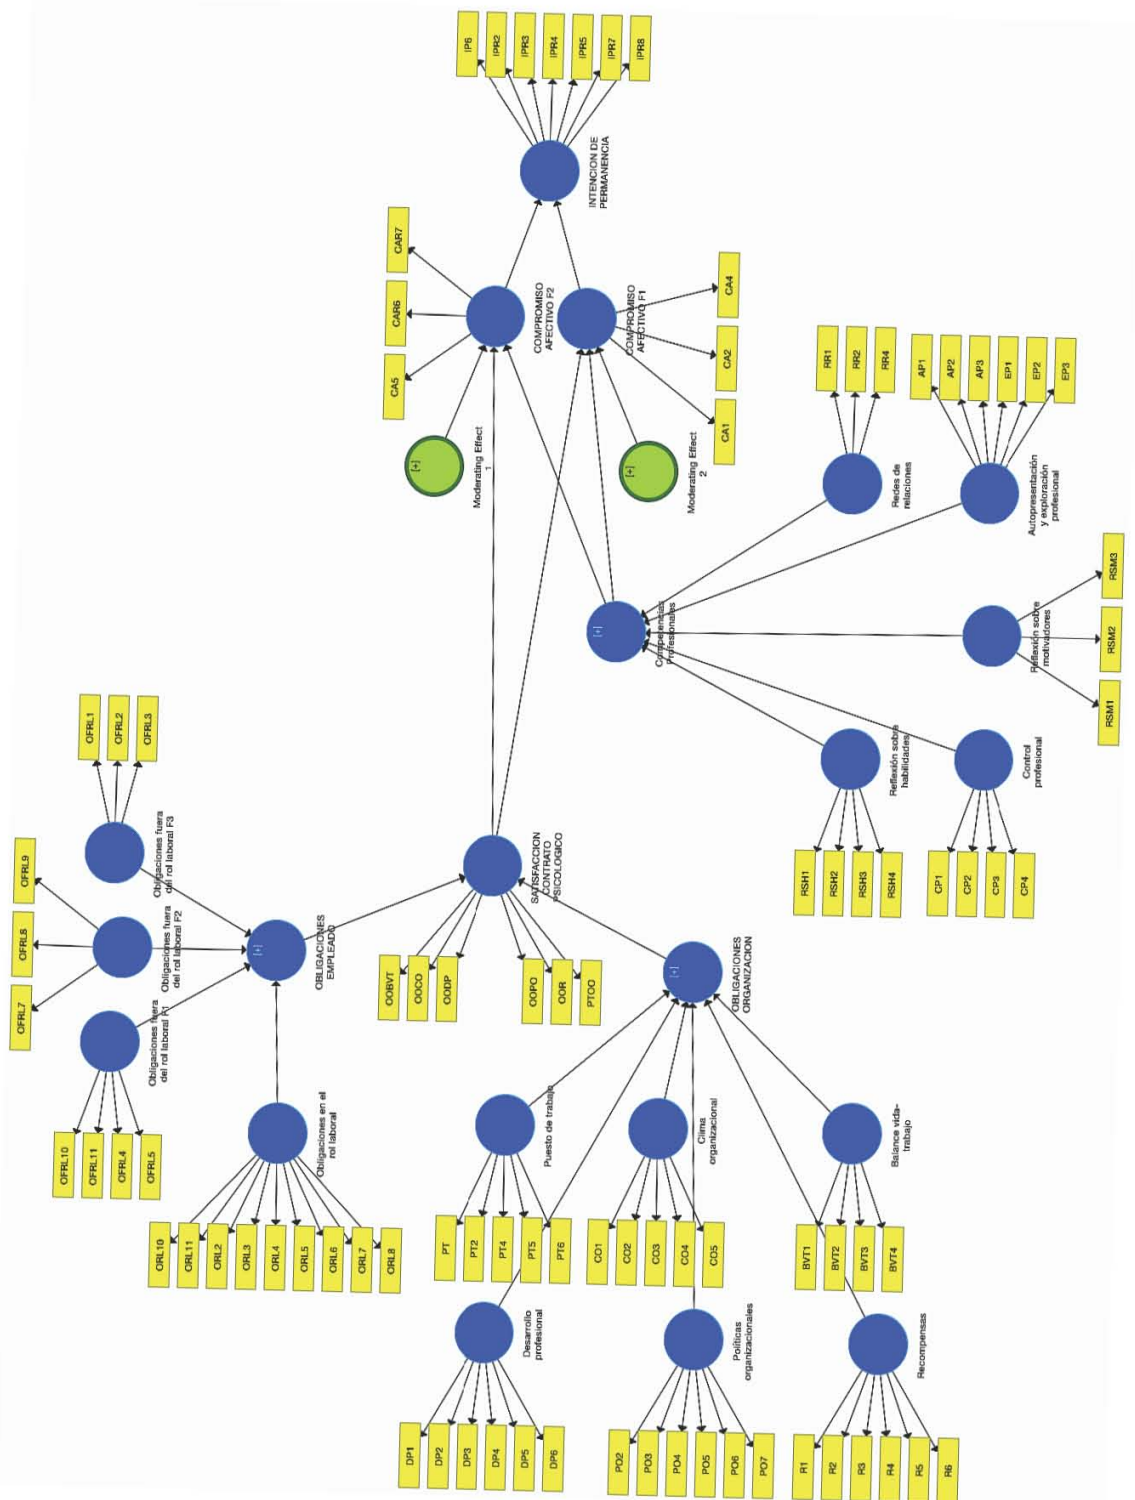 OFRL7
OFRL8
OFRL9
OFRL1
OFRL2
OFRL3
OFRL10
OFRL11
OFRL4
OFRL5
Obligaciones fuera
del rol laboral F1
Obligaciones fuera
del rol laboral F2
Obligaciones fuera
del rol laboral F3
ORL10
ORL11
ORL2
ORL3
ORL4
ORL5
ORL6
ORL7
ORL8
Obligaciones en el
rol laboral
[+]
OBLIGACIONES
EMPLEADO
OOBVT
OOCO
OODP
OOPO
OOR
PTOO
SATISFACCION
CONTRATO
PSICOLOGICO
CA5
CAR6
CAR7
COMPROMISO
AFECTIVO F2
[+]
Moderating Effect
1
IP6
IPR2
IPR3
IPR4
IPR5
IPR7
IPR8
INTENCION DE
PERMANENCIA
COMPROMISO
AFECTIVO F1
CA1
CA2
CA4
[+]
Moderating Effect
2
DP1
DP2
DP3
DP4
DP5
DP6
Desarrollo
profesional
PT
PT2
PT4
PT5
PT6
Puesto de trabajo
CO1
CO2
CO3
CO4
CO5
Clima
organizacional
[+]
OBLIGACIONES
ORGANIZACION
PO2
PO3
PO4
PO5
PO6
PO7
Políticas
organizacionales
BVT1
BVT2
BVT3
BVT4
Balance vida-
trabajo
R1
R2
R3
R4
R5
R6
Recompensas
[+]
Competencias
Profesionales
RSH1
RSH2
RSH3
RSH4
Reflexión sobre
habilidades
CP1
CP2
CP3
CP4
Control
profesional
Reflexión sobre
motivadores
RSM1
RSM2
RSM3
RR1
RR2
RR4
Redes de
relaciones
AP1
AP2
AP3
EP1
EP2
EP3
Autopresentación
y exploración
profesional